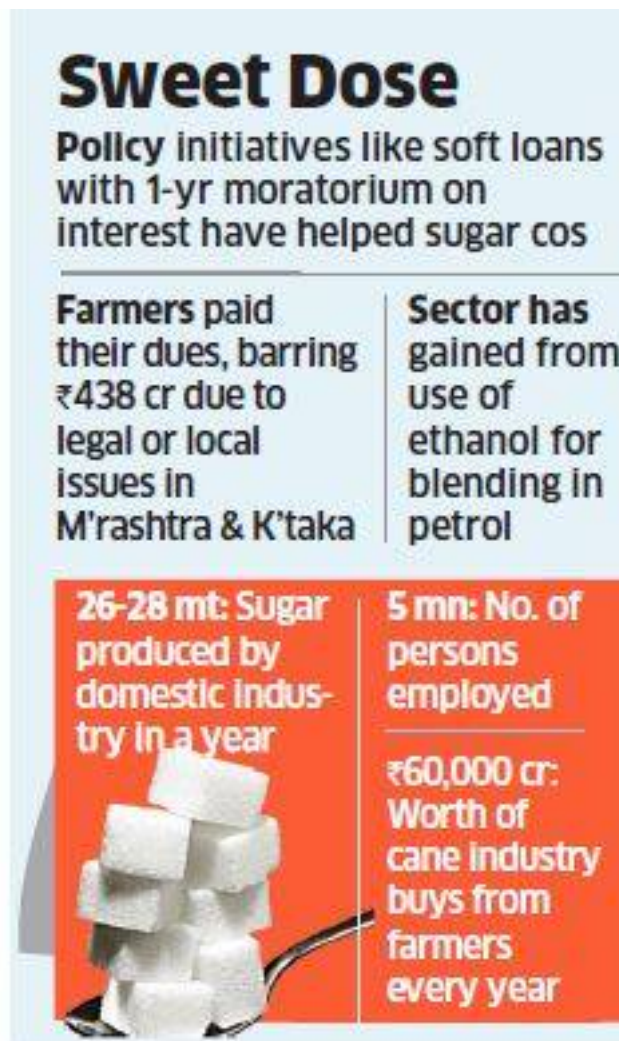 Sweet Dose
Policy initiatives like soft loans
with 1-yr moratorium on
interest have helped sugar cos
Farmers paid
their dues, barring
₹438 cr due to
legal or local
issues in
M'rashtra & K'taka
Sector has
gained from
use of
ethanol for
blending in
petrol
26-28 mt: Sugar
produced by
domestic indus-
try in a year
5 mn: No. of
persons
employed
₹60,000 cr:
Worth of
cane industry
buys from
farmers
every year